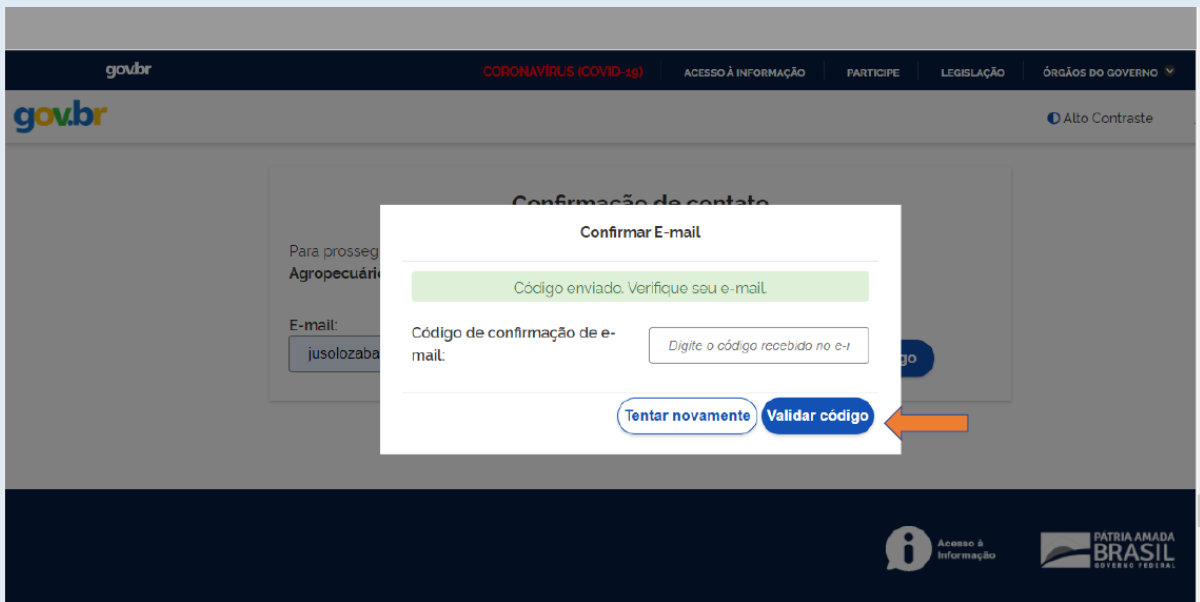 gov.br CORONAVÍRUS (COVID-19) ACESSO À INFORMAÇÃO PARTICIPE LEGISLAÇÃO ÓRGÃOS DO GOVERNO
gov.br Alto Contraste
Confirmação de contato
Confirmar E-mail
Para prosseg
Agropecuári
Código enviado. Verifique seu e-mail.
E-mail:
jusolozaba
Código de confirmação de e-
mail:
Digite o código recebido no e-
go
Tentar novamente Validar código
Acesso à
Informação
PÁTRIA AMADA
BRASIL
GOVERNO FEDERAL